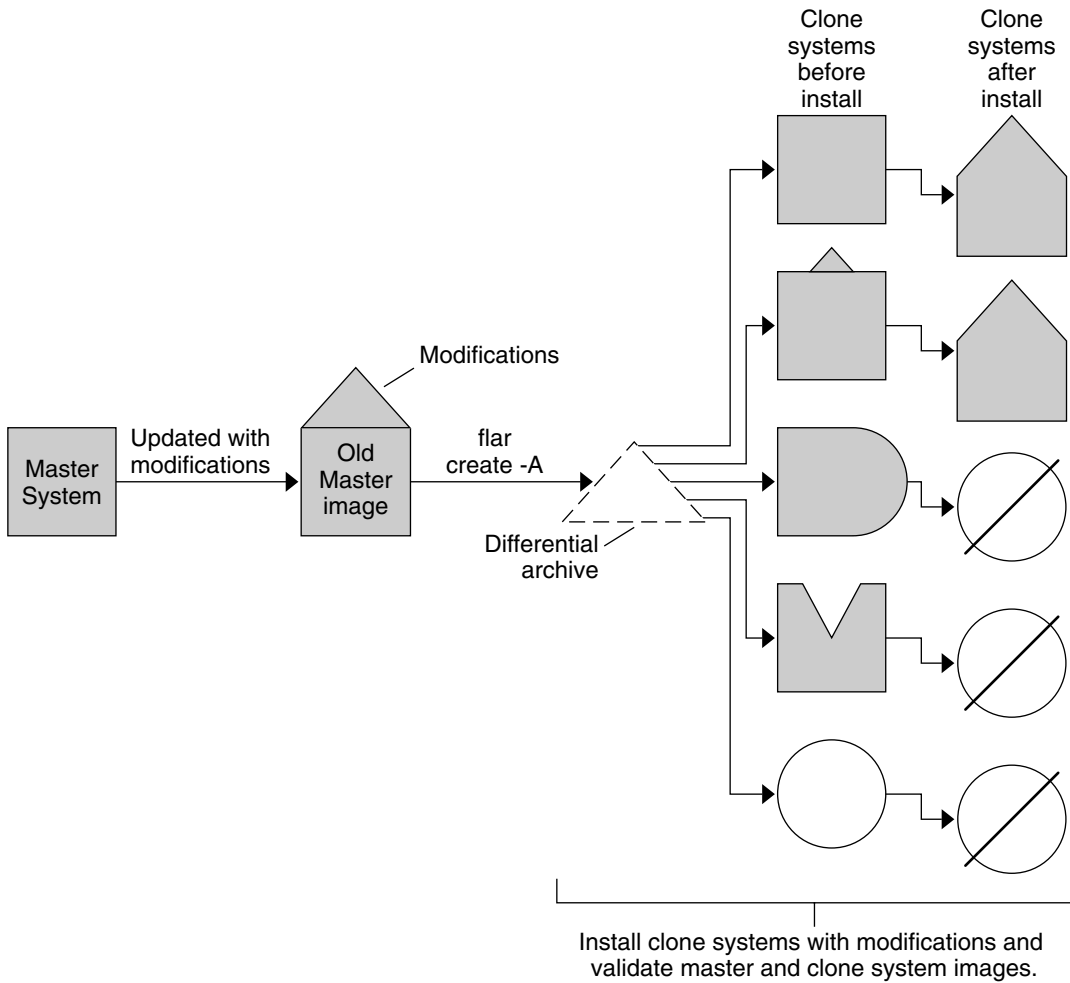 Clone
systems
before
install
Clone
systems
after
install
Modifications
Master
System
Updated with
modifications
Old
Master
image
flar
create -A
Differential
archive
Install clone systems with modifications and
validate master and clone system images.